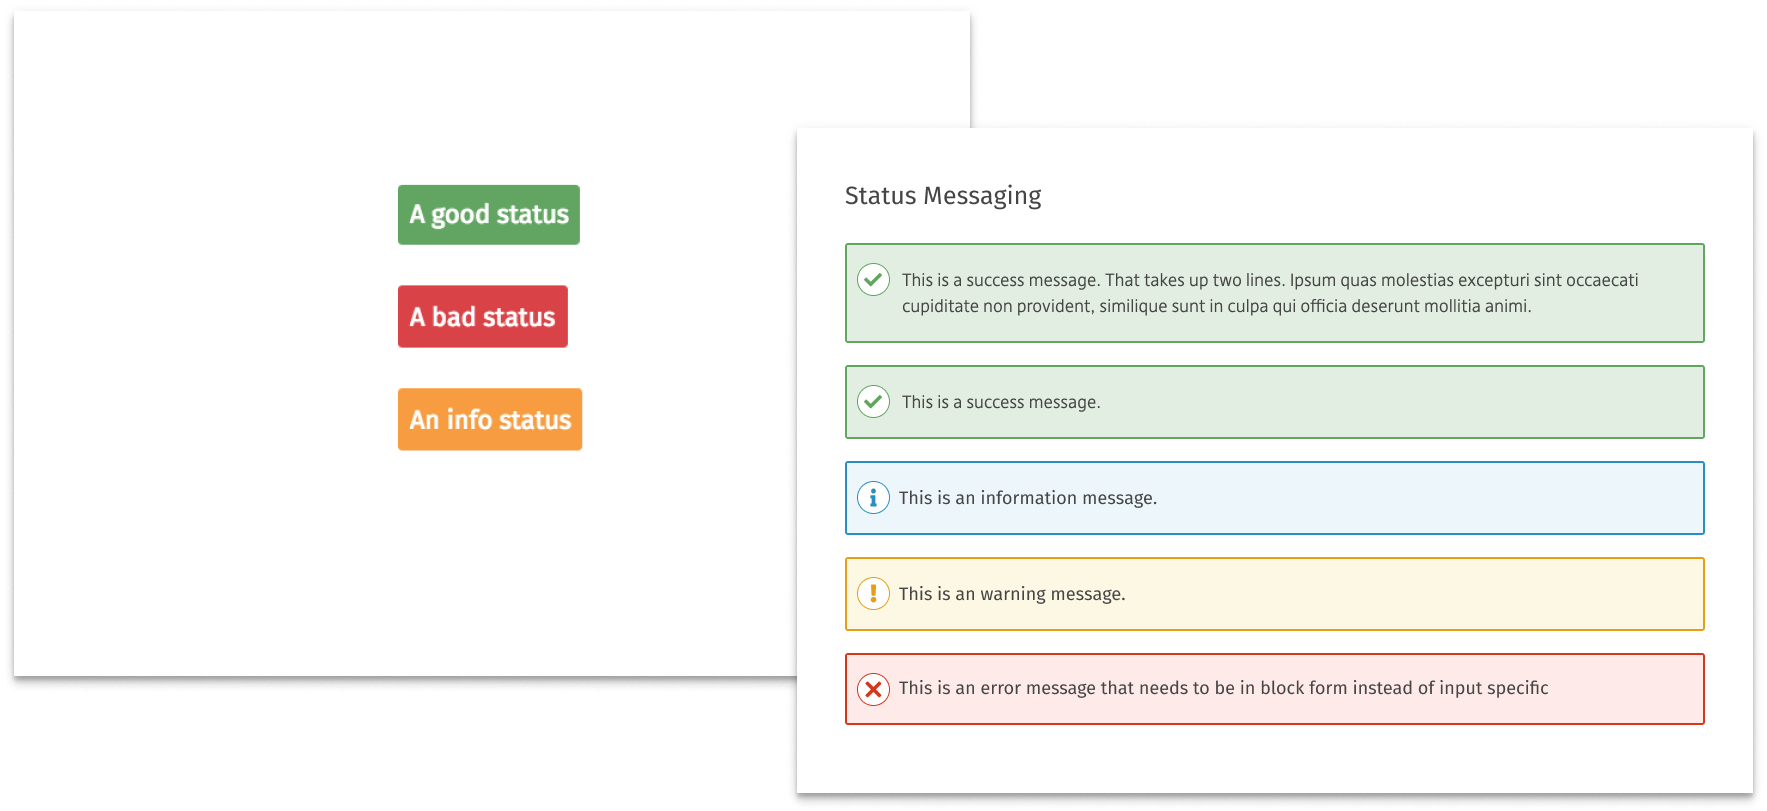 A good status
A bad status
An info status
Status Messaging
This is a success message. That takes up two lines. Ipsum quas molestias excepturi sint occaecati
cupiditate non provident, similique sunt in culpa qui officia deserunt mollitia animi.
This is a success message.
This is an information message.
This is an warning message.
This is an error message that needs to be in block form instead of input specific